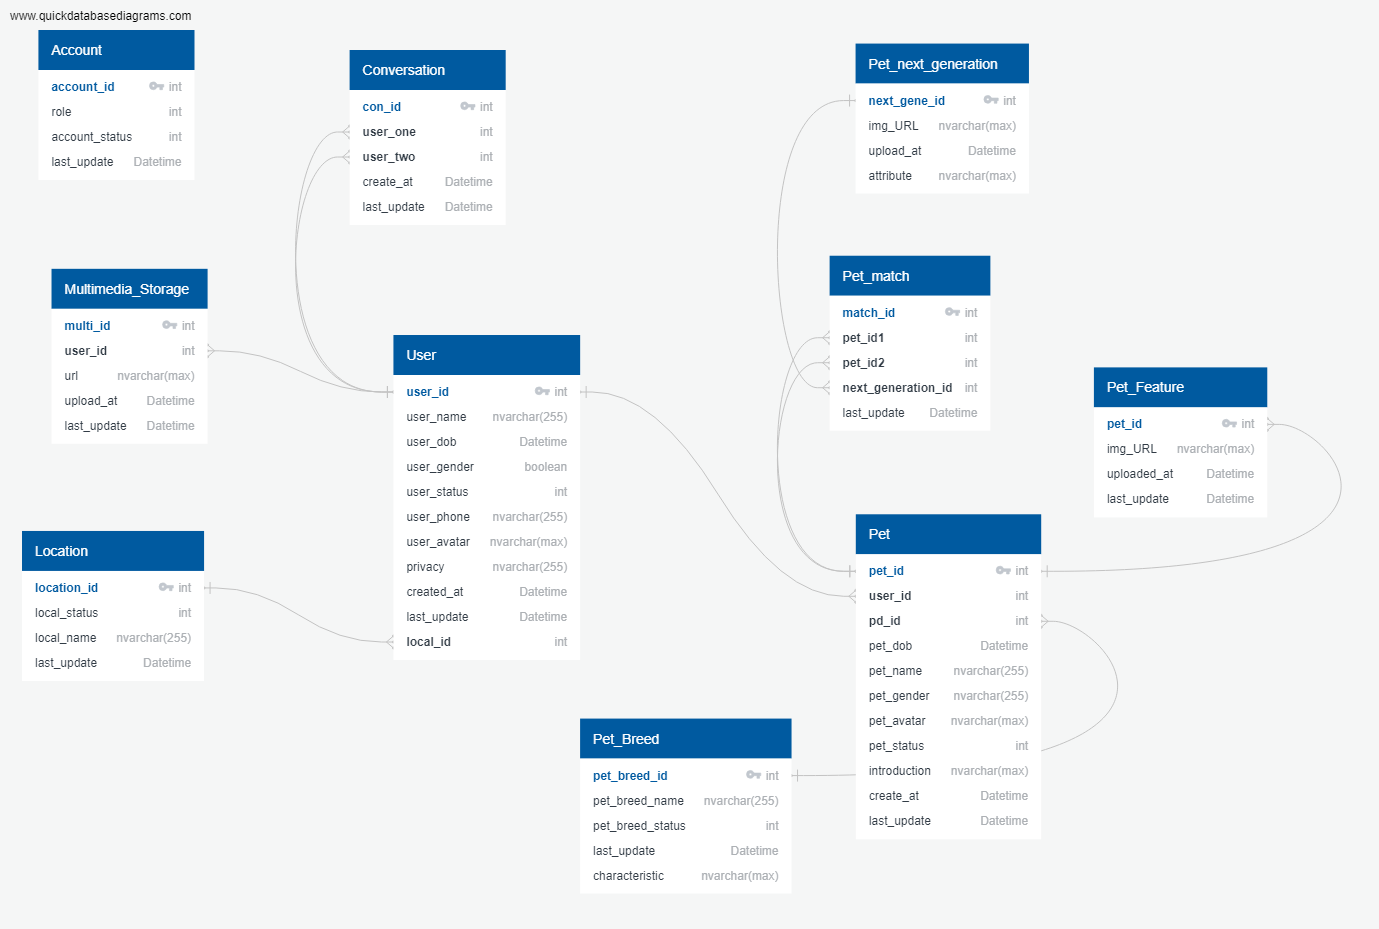 www.quickdatabasediagrams.com
Account
account_id int
role int
account_status int
last_update Datetime
Conversation
con_id int
user_one int
user_two int
create_at Datetime
last_update Datetime
Pet_next_generation
next_gene_id int
img_URL nvarchar(max)
upload_at Datetime
attribute nvarchar(max)
Multimedia_Storage
multi_id int
user_id int
url nvarchar(max)
upload_at Datetime
last_update Datetime
User
user_id int
user_name nvarchar(255)
user_dob Datetime
user_gender boolean
user_status int
user_phone nvarchar(255)
user_avatar nvarchar(max)
privacy nvarchar(255)
created_at Datetime
last_update Datetime
local_id int
Pet_match
match_id int
pet_id1 int
pet_id2 int
next_generation_id int
last_update Datetime
Pet_Feature
pet_id int
img_URL nvarchar(max)
uploaded_at Datetime
last_update Datetime
Location
location_id int
local_status int
local_name nvarchar(255)
last_update Datetime
Pet
pet_id int
user_id int
pd_id int
pet_dob Datetime
pet_name nvarchar(255)
pet_gender nvarchar(255)
pet_avatar nvarchar(max)
pet_status int
introduction nvarchar(max)
create_at Datetime
last_update Datetime
Pet_Breed
pet_breed_id int
pet_breed_name nvarchar(255)
pet_breed_status int
last_update Datetime
characteristic nvarchar(max)